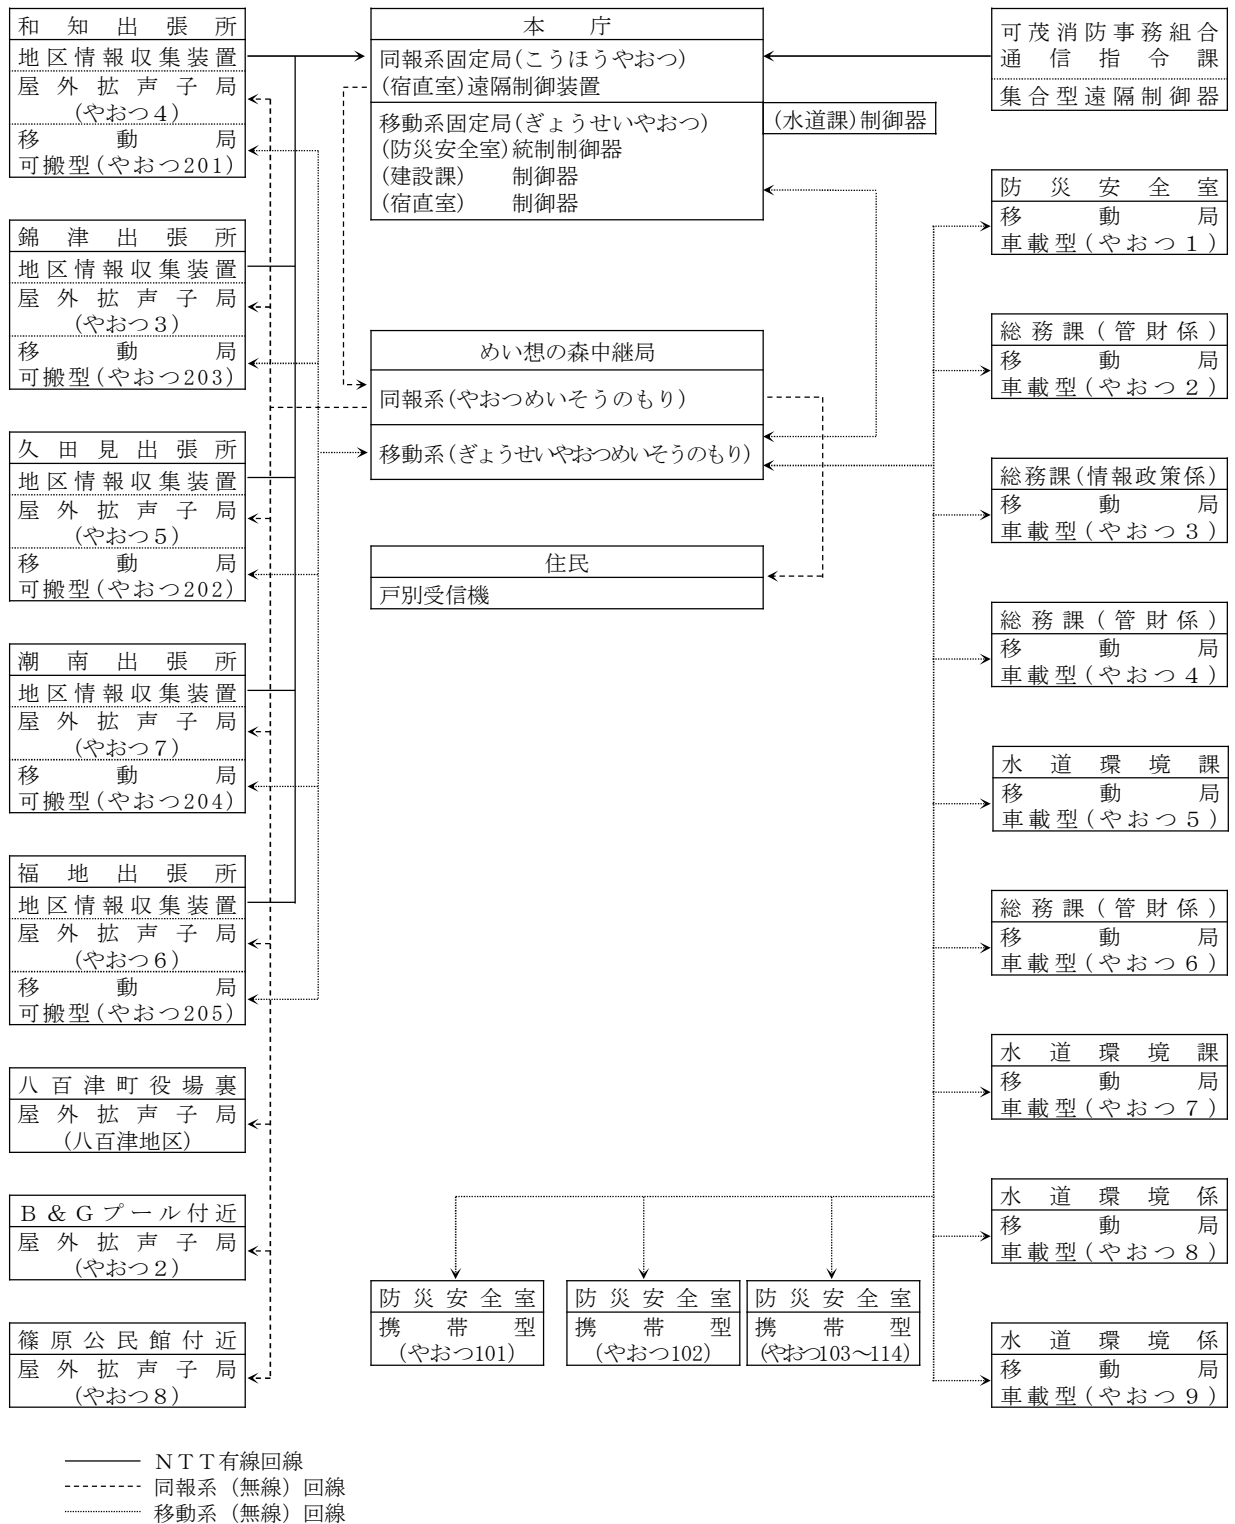 和知出張所
地区情報収集装置
屋外拡声子局
(やおつ４)
移動局
可搬型(やおつ201)
錦津出張所
地区情報収集装置
屋外拡声子局
(やおつ３)
移動局
可搬型(やおつ203)
久田見出張所
地区情報収集装置
屋外拡声子局
(やおつ５)
移動局
可搬型(やおつ202)
潮南出張所
地区情報収集装置
屋外拡声子局
(やおつ７)
移動局
可搬型(やおつ204)
福地出張所
地区情報収集装置
屋外拡声子局
(やおつ６)
移動局
可搬型(やおつ205)
八百津町役場裏
屋外拡声子局
(八百津地区)
Ｂ＆Ｇプール付近
屋外拡声子局
(やおつ２)
篠原公民館付近
屋外拡声子局
(やおつ８)
本庁
同報系固定局(こうほうやおつ)
(宿直室)遠隔制御装置
移動系固定局(ぎょうせいやおつ)
(防災安全室)統制制御器
(建設課)　制御器
(宿直室)　制御器
(水道課)制御器
めい想の森中継局
同報系(やおつめいそうのもり)
移動系(ぎょうせいやおつめいそうのもり)
住民
戸別受信機
防災安全室
携帯型
(やおつ101)
防災安全室
携帯型
(やおつ102)
防災安全室
携帯型
(やおつ103～114)
可茂消防事務組合
通信指令課
集合型遠隔制御器
防災安全室
移動局
車載型(やおつ１)
総務課(管財係)
移動局
車載型(やおつ２)
総務課(情報政策係)
移動局
車載型(やおつ３)
総務課(管財係)
移動局
車載型(やおつ４)
水道環境課
移動局
車載型(やおつ５)
総務課(管財係)
移動局
車載型(やおつ６)
水道環境課
移動局
車載型(やおつ７)
水道環境係
移動局
車載型(やおつ８)
水道環境係
移動局
車載型(やおつ９)
ＮＴＴ有線回線
同報系（無線）回線
移動系（無線）回線